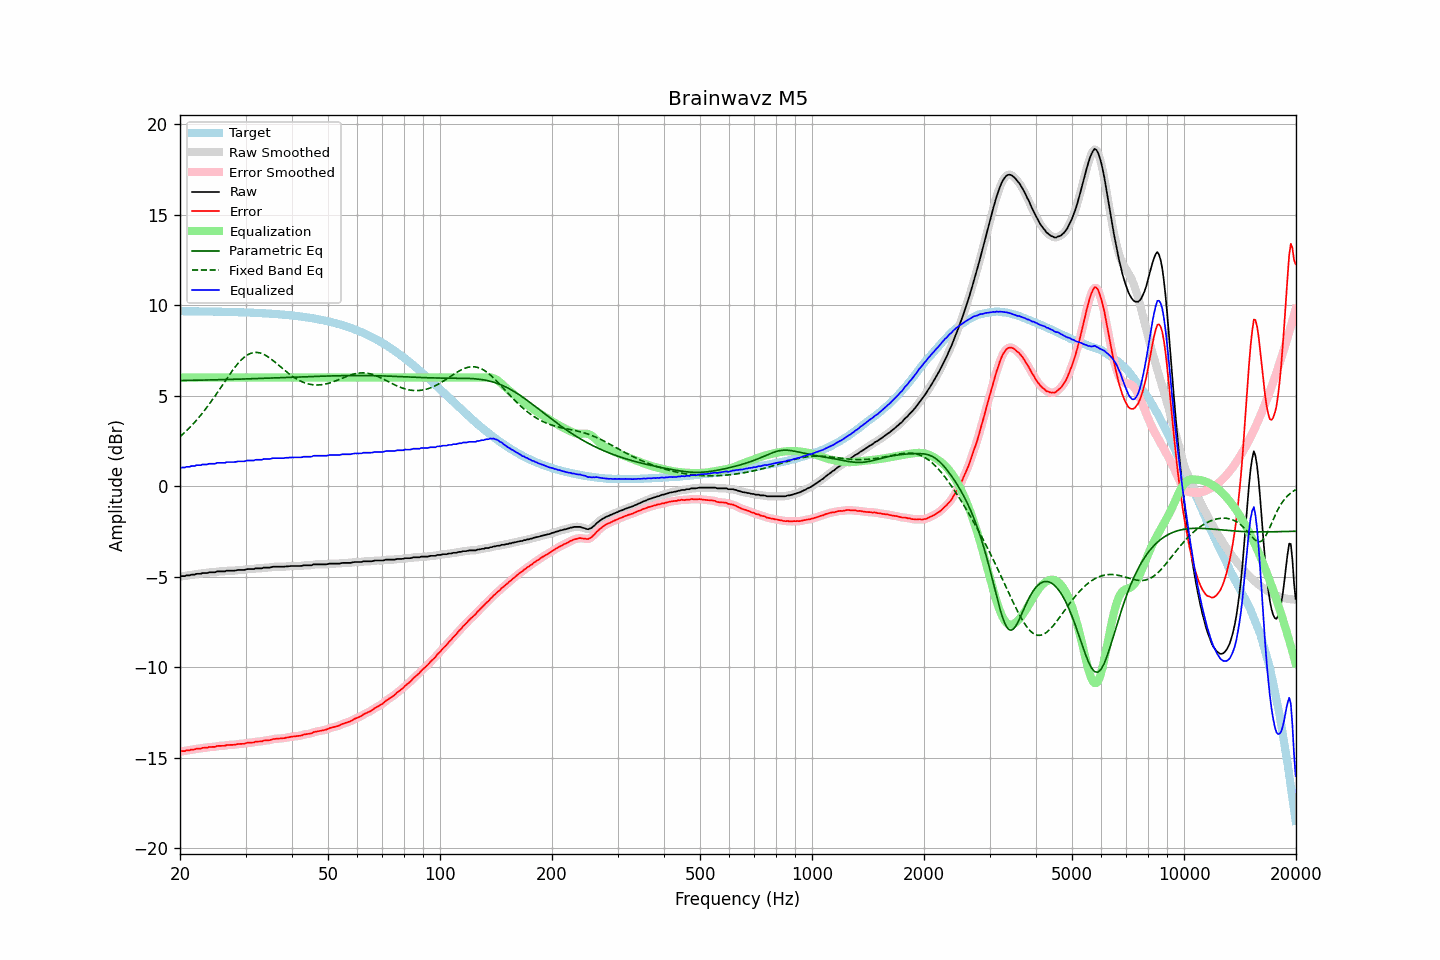 Brainwavz M5
Target
Raw Smoothed
Error Smoothed
Raw
Error
Equalization
Parametric Eq
Fixed Band Eq
Equalized
20
15
10
5
0
−5
−10
−15
−20
Amplitude (dBr)
20 50 100 200 500 1000 2000 5000 10000 20000
Frequency (Hz)